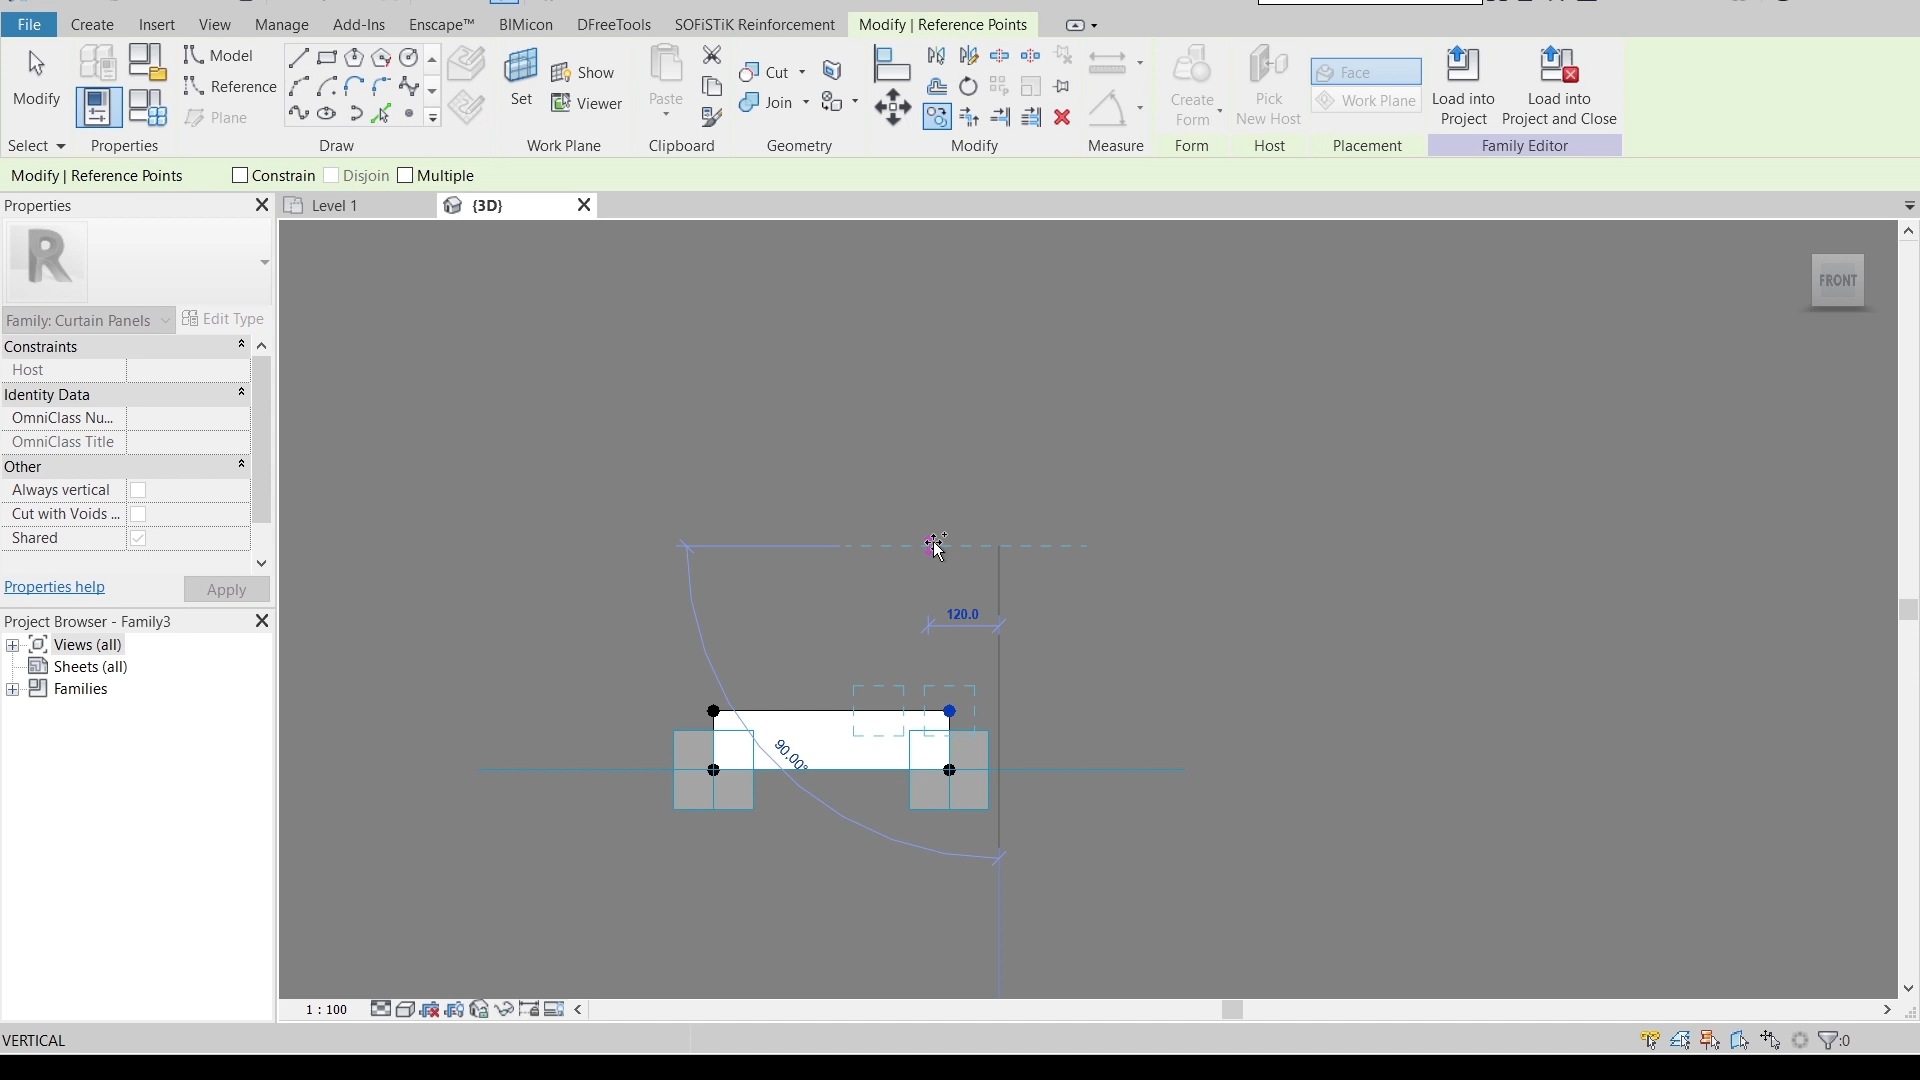 File Create Insert View Manage Add-Ins Enscape™ BIMicon DFreeTools SOFiSTiK Reinforcement Modify | Reference Points
Modify
Model
Reference
Plane
Set
Show
Viewer
Paste
Cut
Join
Create
Form
Pick
New Host
Face
Work Plane
Load into
Project
Load into
Project and Close
Select Properties Draw Work Plane Clipboard Geometry Modify Measure Form Host Placement Family Editor
Modify | Reference Points Constrain Disjoin Multiple
Properties
Level 1 {3D}
R
FRONT
Family: Curtain Panels Edit Type
Constraints
Host
Identity Data
OmniClass Nu...
OmniClass Title
Other
Always vertical
Cut with Voids ...
Shared
Properties help Apply
Project Browser - Family3
Views (all)
Sheets (all)
Families
120.0
90.00°
1 : 100
VERTICAL
:0